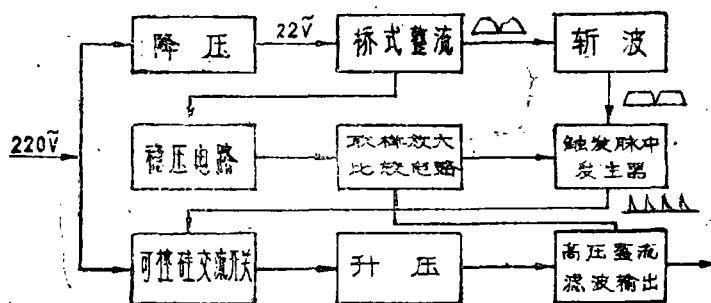 降压
22V~
桥式整流
斩波
220V~
稳压电路
取样放大
比较电路
触发脉冲
发生器
可控硅交流开关
升压
高压整流
滤波输出